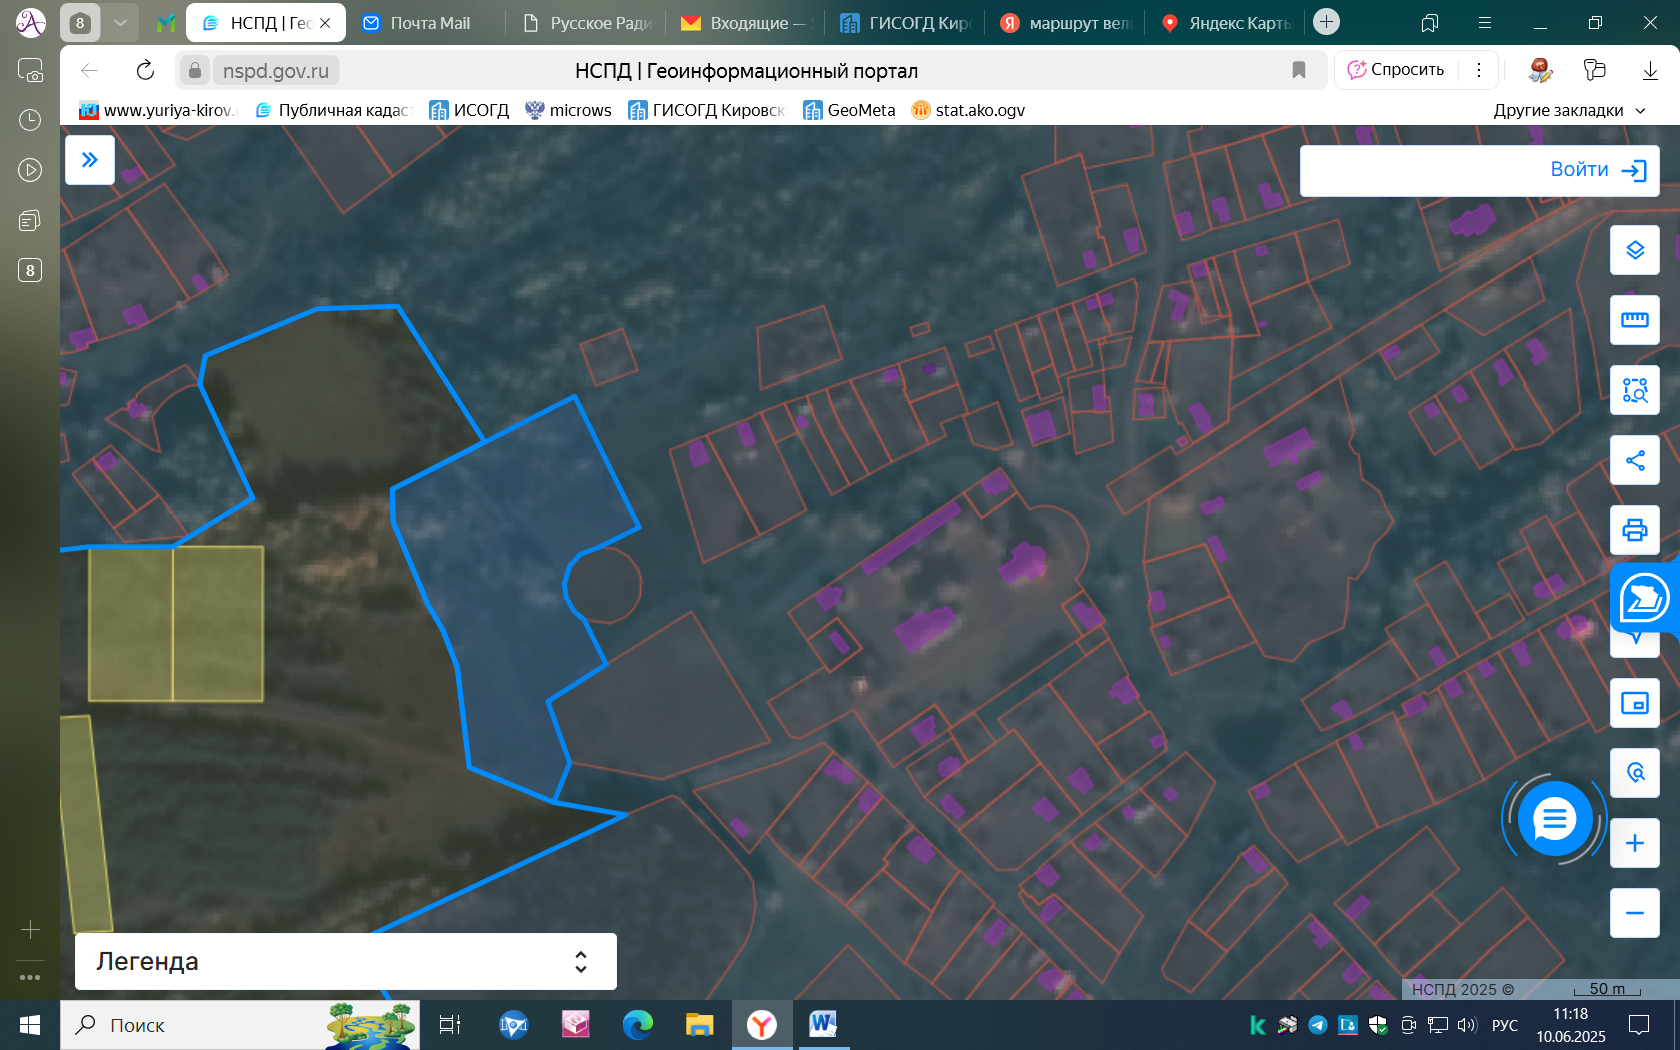 8
НСПД | Гео
Почта Mail
Русское Ради
Входящие —
ГИСОГД Киро
маршрут вел
Яндекс Карты
nspd.gov.ru
НСПД | Геоинформационный портал
Спросить
www.yuriya-kirov.
Публичная кадаст
ИСОГД
microws
ГИСОГД Кировск
GeoMeta
stat.ako.ogv
Другие закладки
8
Войти
Легенда
НСПД 2025 ©
50 m
Поиск
РУС
11:18
10.06.2025